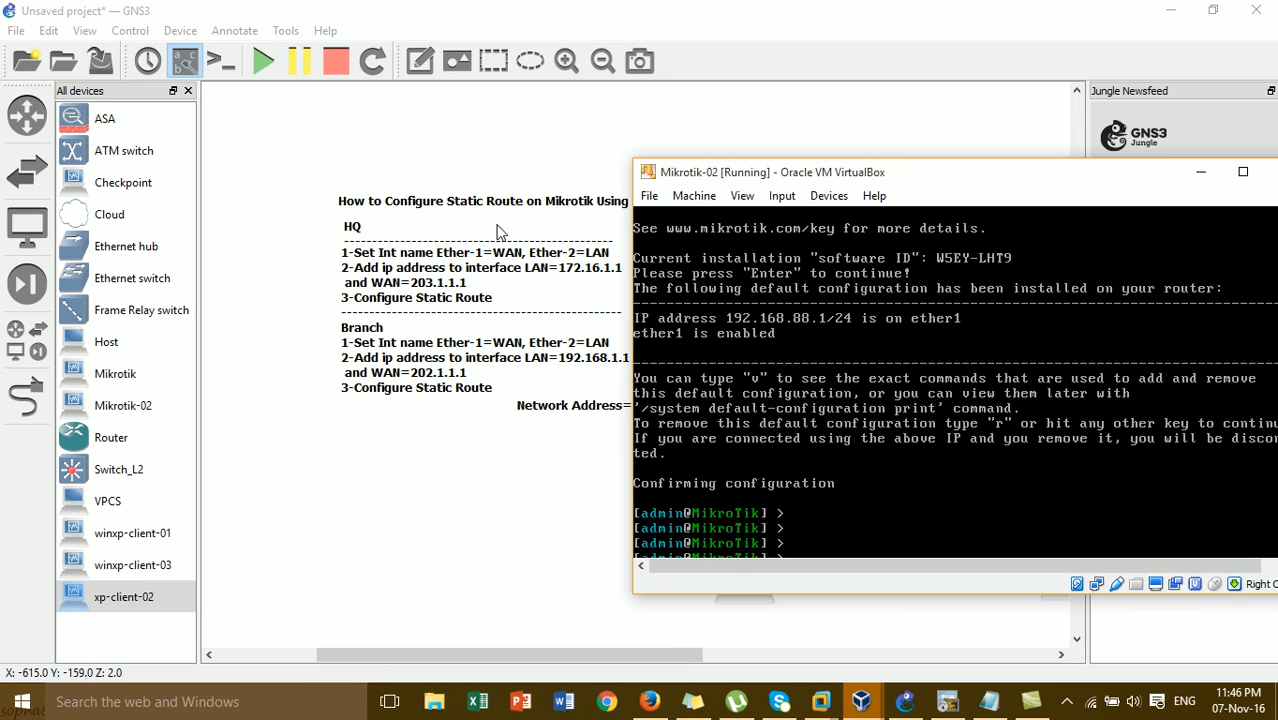 Unsaved project* — GNS3
File Edit View Control Device Annotate Tools Help
All devices
ASA
ATM switch
Checkpoint
Cloud
Ethernet hub
Ethernet switch
Frame Relay switch
Host
Mikrotik
Mikrotik-02
Router
Switch_L2
VPCS
winxp-client-01
winxp-client-03
xp-client-02
How to Configure Static Route on Mikrotik Using
HQ
1-Set Int name Ether-1=WAN, Ether-2=LAN
2-Add ip address to interface LAN=172.16.1.1
and WAN=203.1.1.1
3-Configure Static Route
Branch
1-Set Int name Ether-1=WAN, Ether-2=LAN
2-Add ip address to interface LAN=192.168.1.1
and WAN=202.1.1.1
3-Configure Static Route
Network Address=
Jungle Newsfeed
GNS3
Jungle
Mikrotik-02 [Running] - Oracle VM VirtualBox
File Machine View Input Devices Help
See www.mikrotik.com/key for more details.
Current installation "software ID": W5EY-LHT9
Please press "Enter" to continue!
The following default configuration has been installed on your router:
IP address 192.168.88.1/24 is on ether1
ether1 is enabled
You can type "v" to see the exact commands that are used to add and remove
this default configuration, or you can view them later with
'/system default-configuration print' command.
To remove this default configuration type "r" or hit any other key to continu
If you are connected using the above IP and you remove it, you will be discon
ted.
Confirming configuration
[admin@MikroTik] >
[admin@MikroTik] >
[admin@MikroTik] >
[admin@MikroTik] >
Right C
X: -615.0 Y: -159.0 Z: 2.0
Search the web and Windows
ENG
11:46 PM
07-Nov-16